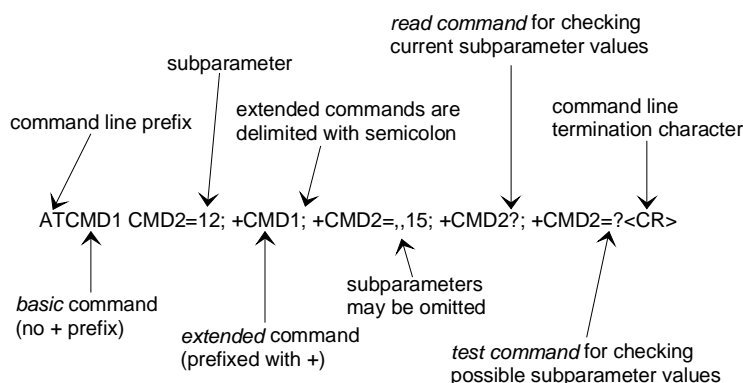 read command for checking
current subparameter values
subparameter
extended commands are
delimited with semicolon
command line
termination character
command line prefix
ATCMD1 CMD2=12; +CMD1; +CMD2=,,15; +CMD2?; +CMD2=?<CR>
subparameters
may be omitted
basic command
(no + prefix)
extended command
(prefixed with +)
test command for checking
possible subparameter values